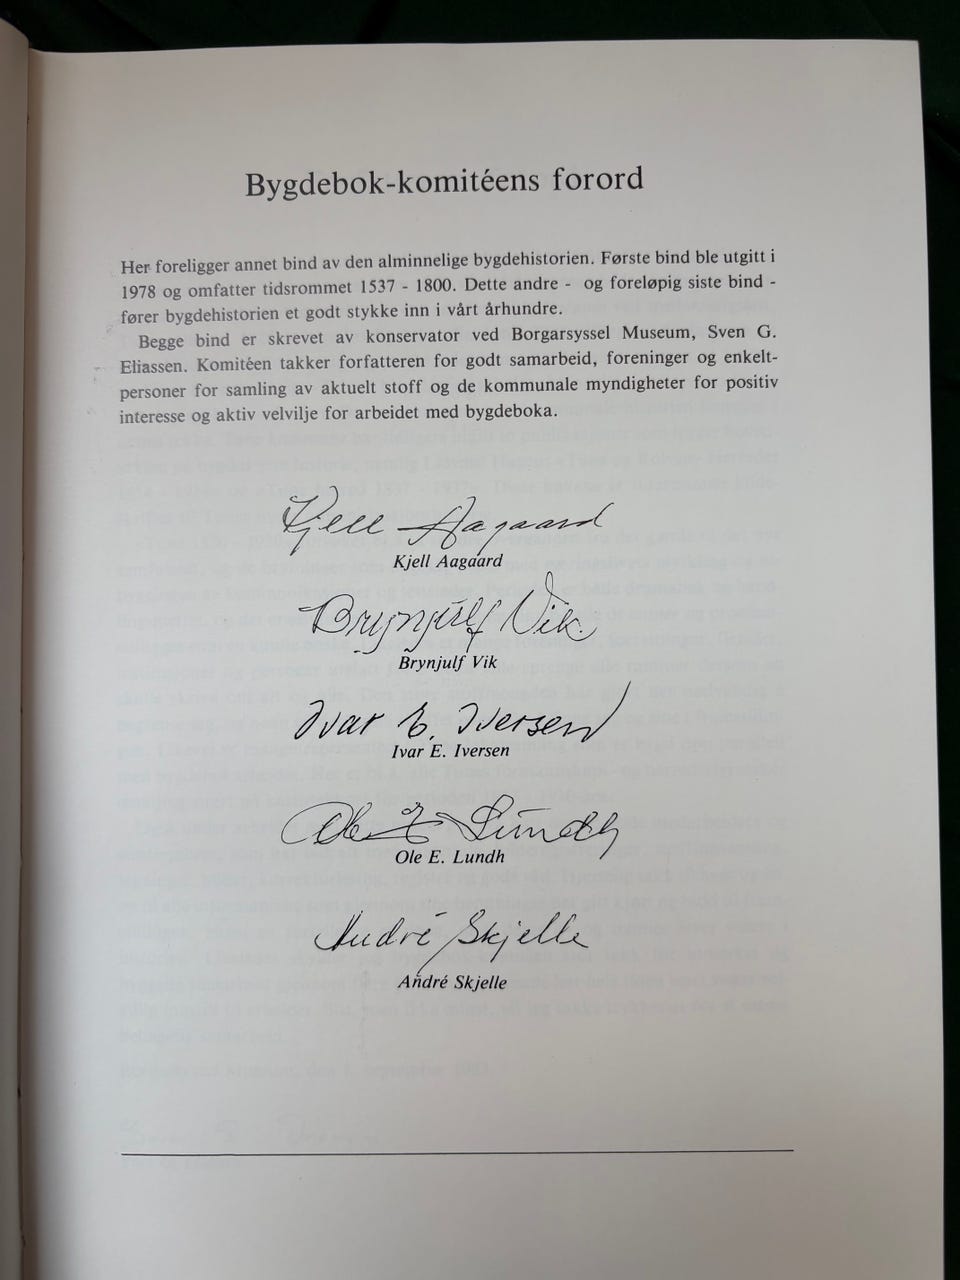 Bygdebok-komitéens forord
Her foreligger annet bind av den alminnelige bygdehistorien. Første bind ble utgitt i
1978 og omfatter tidsrommet 1537 - 1800. Dette andre - og foreløpig siste bind -
fører bygdehistorien et godt stykke inn i vårt århundre.
Begge bind er skrevet av konservator ved Borgarsyssel Museum, Sven G.
Eliassen. Komitéen takker forfatteren for godt samarbeid, foreninger og enkelt-
personer for samling av aktuelt stoff og de kommunale myndigheter for positiv
interesse og aktiv velvilje for arbeidet med bygdeboka.
Kjell Aagaard
Kjell Aagaard
Brynjulf Vik.
Brynjulf Vik
Ivar E. Iversen
Ivar E. Iversen
Ole E Lundh
Ole E. Lundh
André Skjelle
André Skjelle